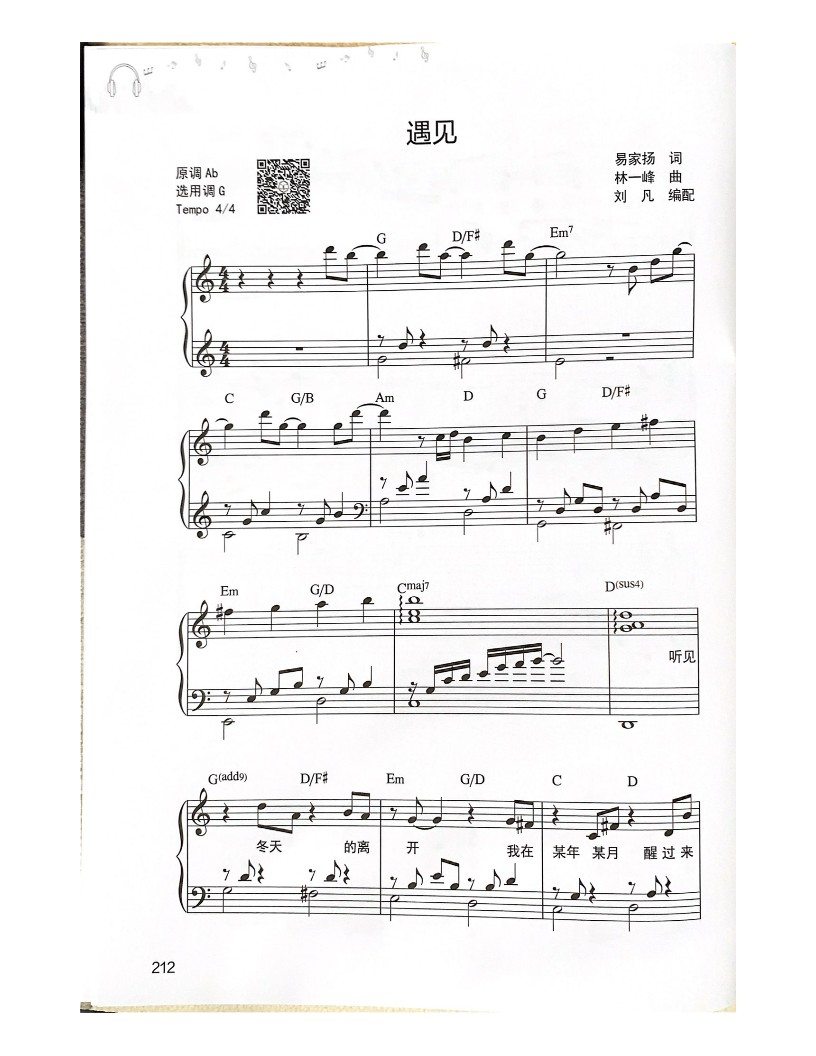 遇见
原调 Ab
选用调 G
Tempo 4/4
易家扬 词
林一峰 曲
刘 凡 编配
G D/F♯ Em7
C G/B Am D G D/F♯
Em G/D Cmaj7 D(sus4)
听见
G(add9) D/F♯ Em G/D C D
冬天 的离 开 我在 某年 某月 醒 过 来
212